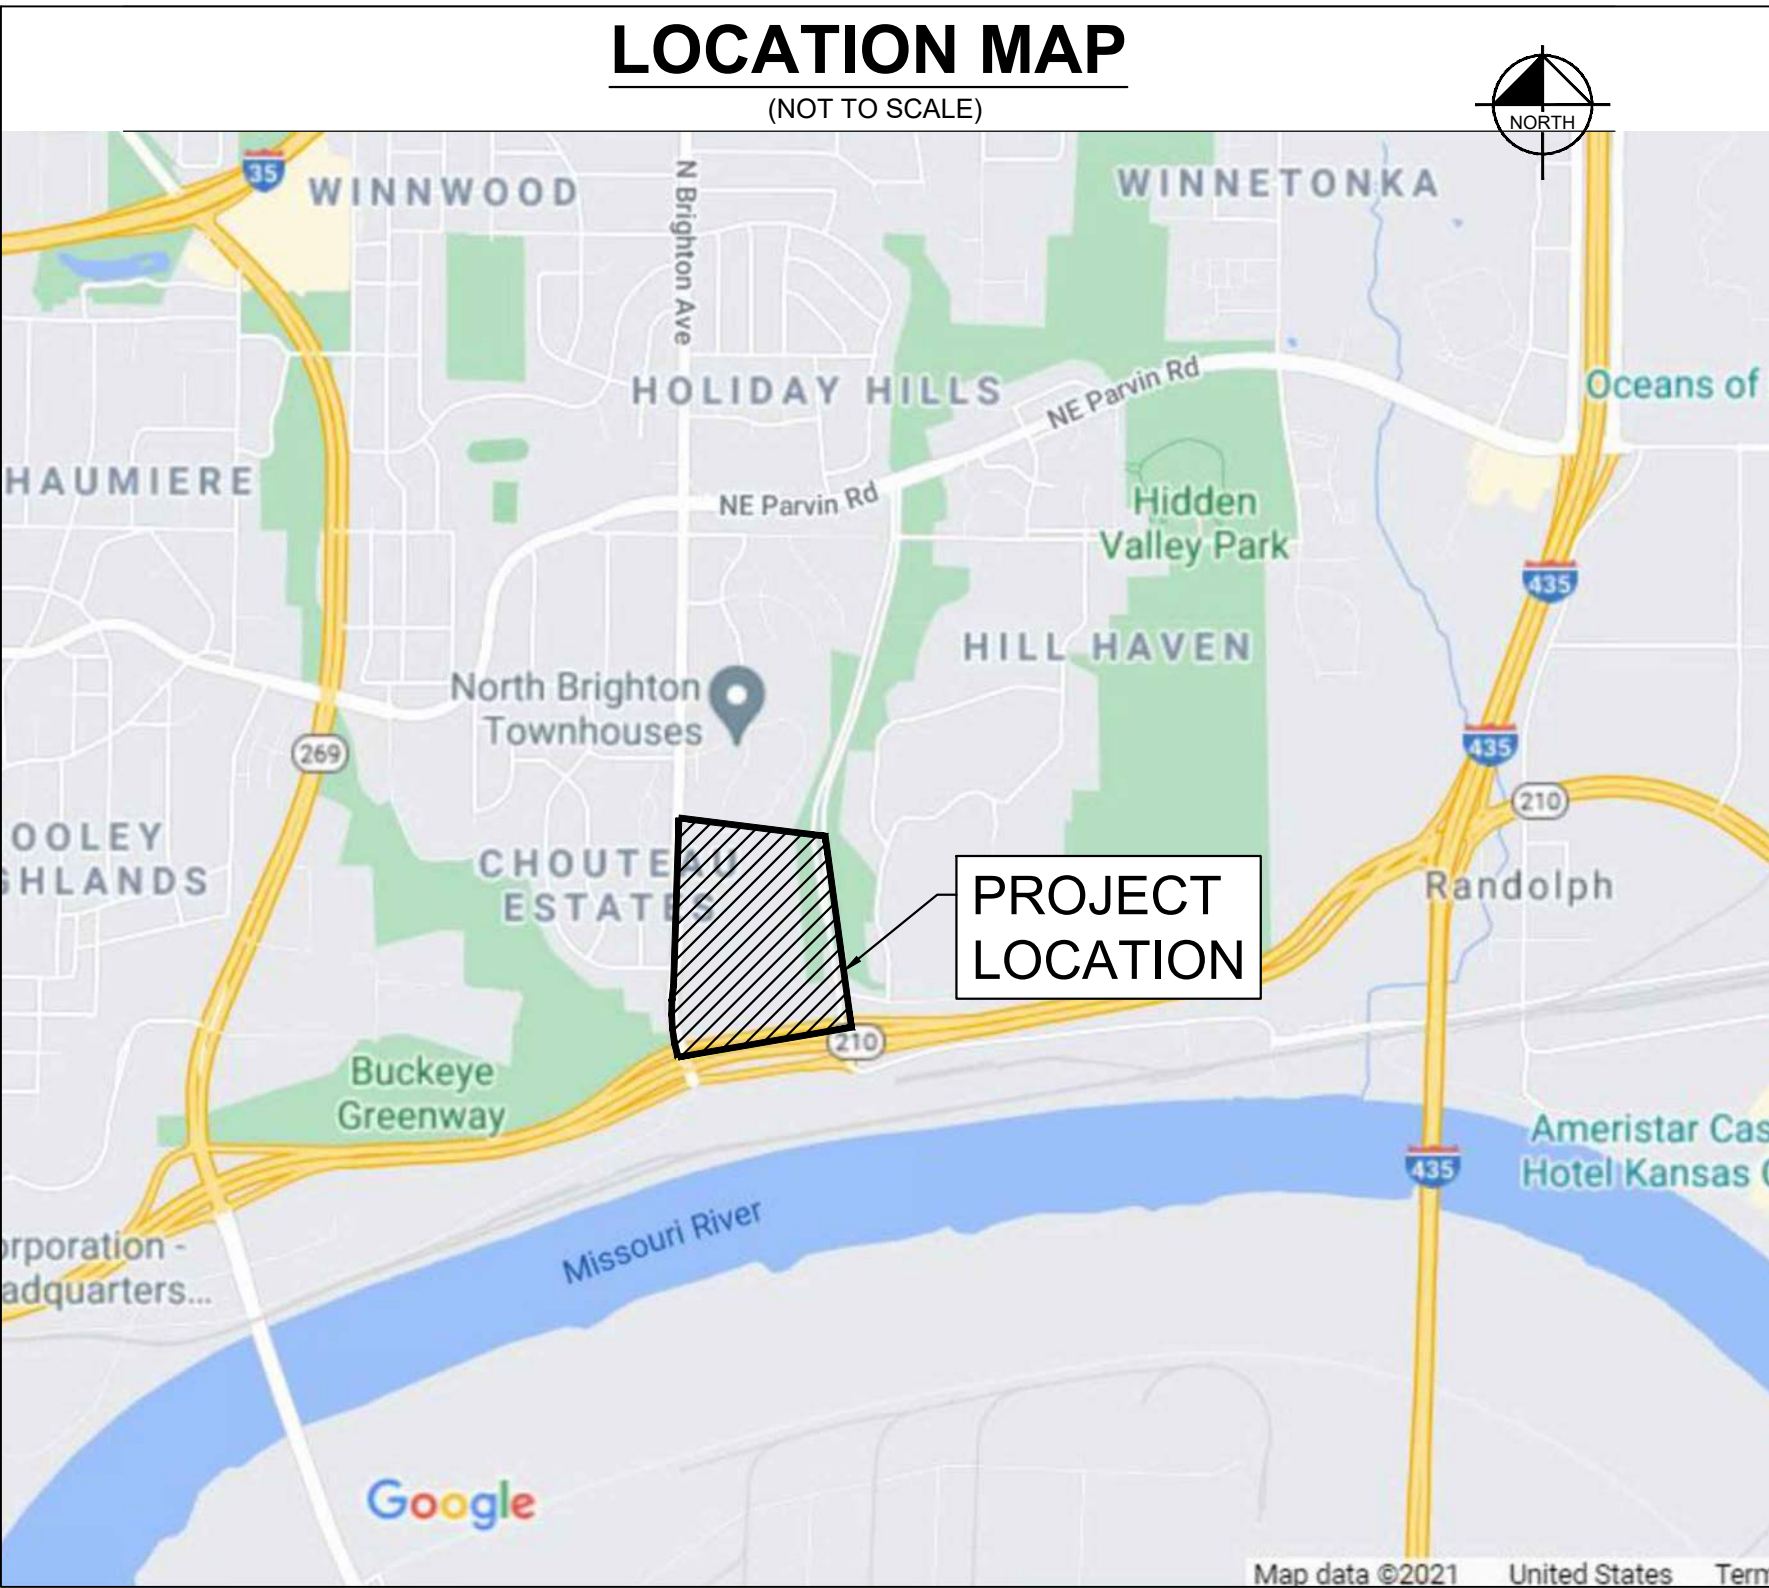 LOCATION MAP
(NOT TO SCALE)
NORTH
35
WINNWOOD
N Brighton Ave
WINNETONKA
HOLIDAY HILLS
NE Parvin Rd
Oceans of
HAUMIERE
NE Parvin Rd
Hidden
Valley Park
435
HILL HAVEN
North Brighton
Townhouses
269
435
210
OOLEY
GHLANDS
CHOUTEAU
ESTATES
PROJECT
LOCATION
Randolph
210
Buckeye
Greenway
Ameristar Cas
Hotel Kansas C
435
Missouri River
orporation -
adquarters...
Google
Map data ©2021 United States Term